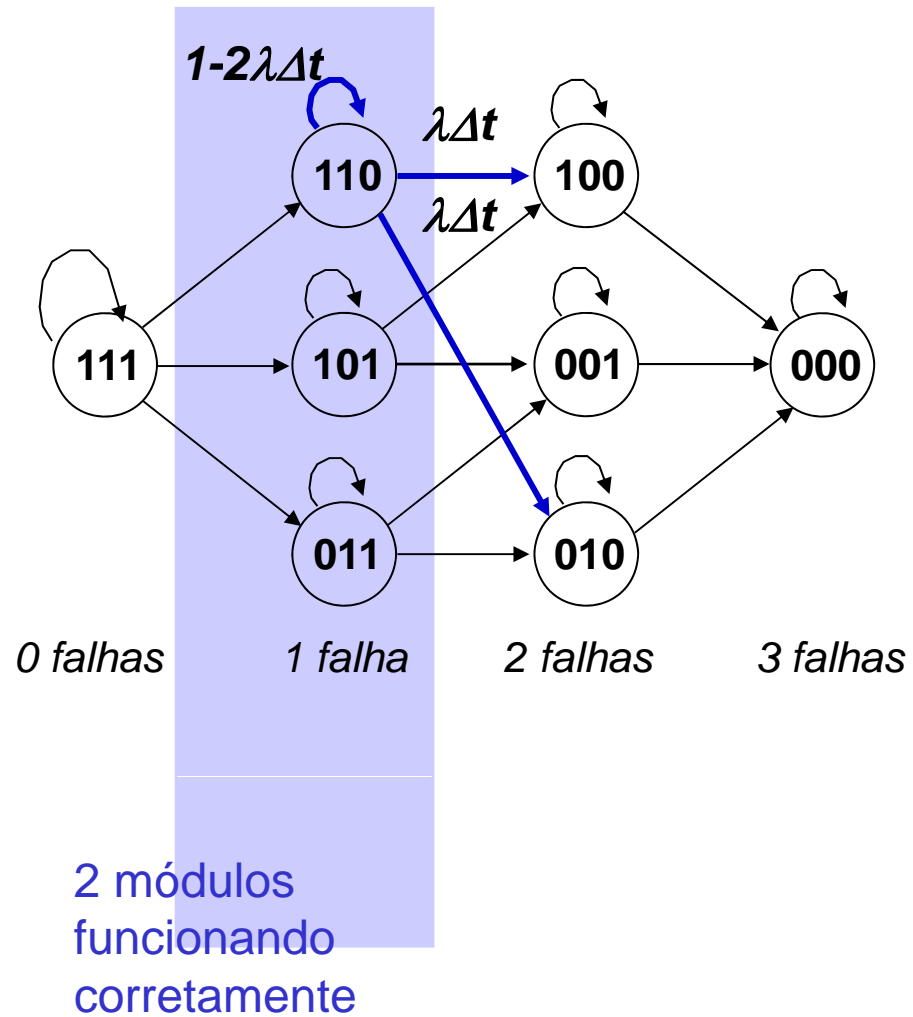 1-2λΔt
λΔt
110
100
λΔt
111
101
001
000
011
010
0 falhas
1 falha
2 falhas
3 falhas
2 módulos
funcionando
corretamente